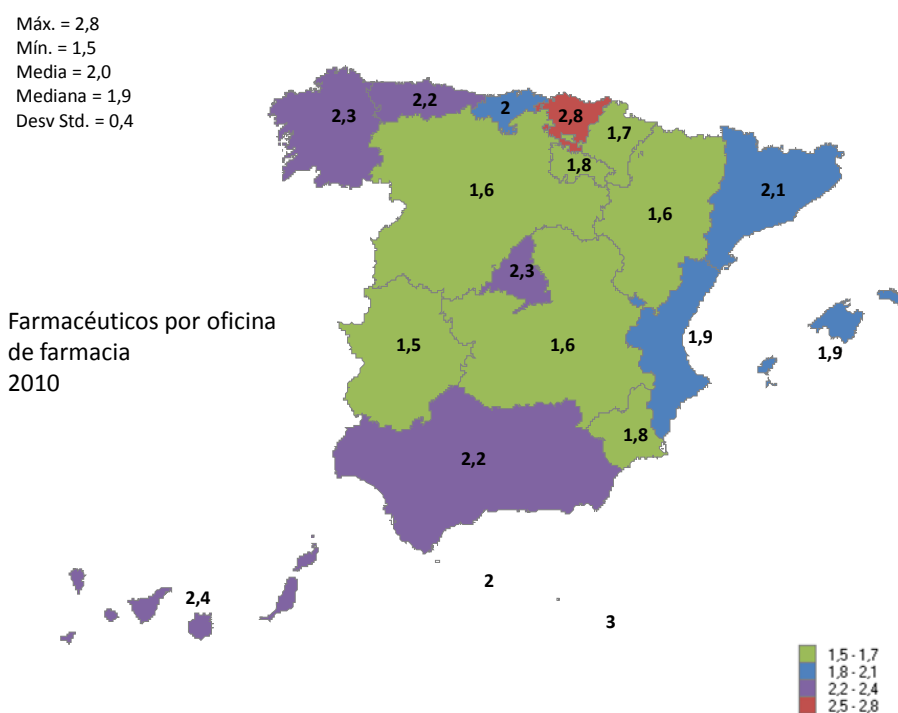 Máx. = 2,8
Mín. = 1,5
Media = 2,0
Mediana = 1,9
Desv Std. = 0,4
2,3
2,2
2
2,8
1,7
1,8
1,6
1,6
2,1
2,3
Farmacéuticos por oficina
de farmacia
2010
1,5
1,6
1,9
1,9
1,8
2,2
2,4
2
3
1,5 - 1,7
1,8 - 2,1
2,2 - 2,4
2,5 - 2,8